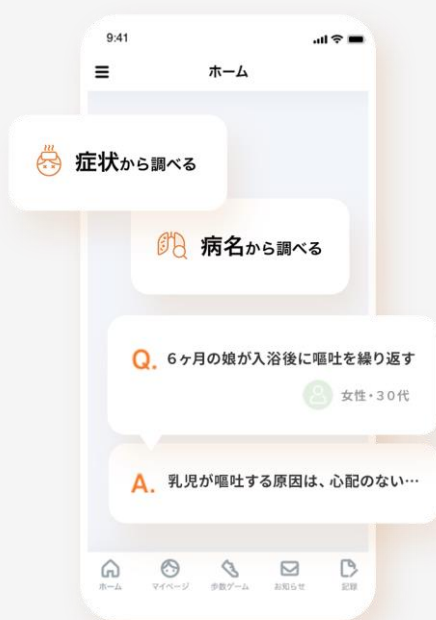 9:41
ホーム
症状から調べる
病名から調べる
Q. 6ヶ月の娘が入浴後に嘔吐を繰り返す
女性・30代
A. 乳児が嘔吐する原因は、心配のない…
ホーム
マイページ
歩数ゲーム
お知らせ
記録